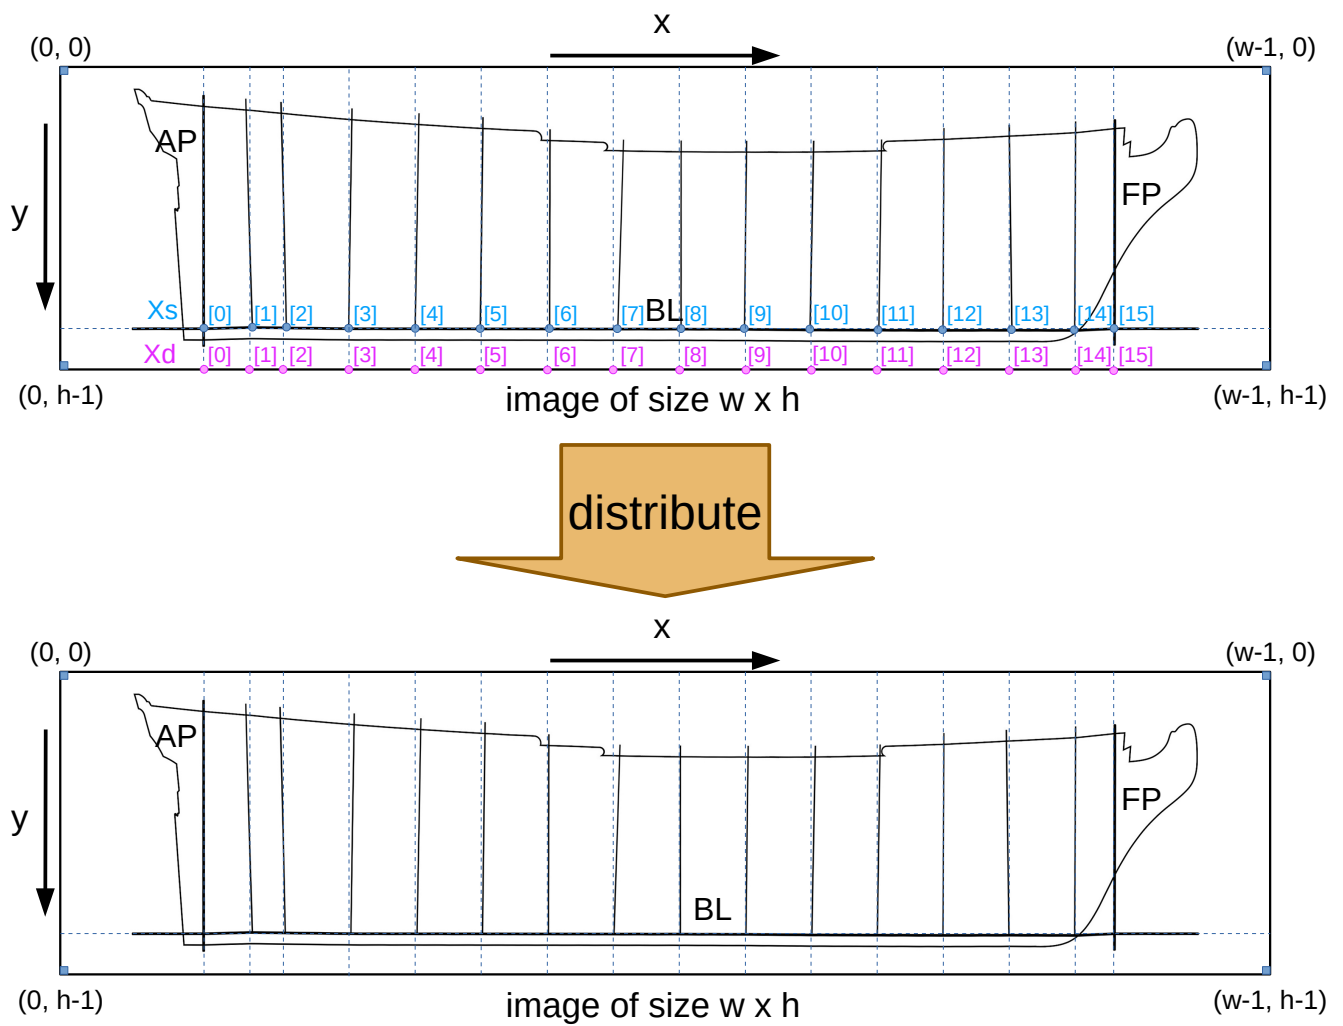 x
(0, 0) (w-1, 0)
AP
FP
y
Xs [0] [1] [2] [3] [4] [5] [6] [7] BL [8] [9] [10] [11] [12] [13] [14] [15]
Xd [0] [1] [2] [3] [4] [5] [6] [7] [8] [9] [10] [11] [12] [13] [14] [15]
(0, h-1) image of size w x h (w-1, h-1)
distribute
x
(0, 0) (w-1, 0)
AP
FP
y
BL
(0, h-1) image of size w x h (w-1, h-1)